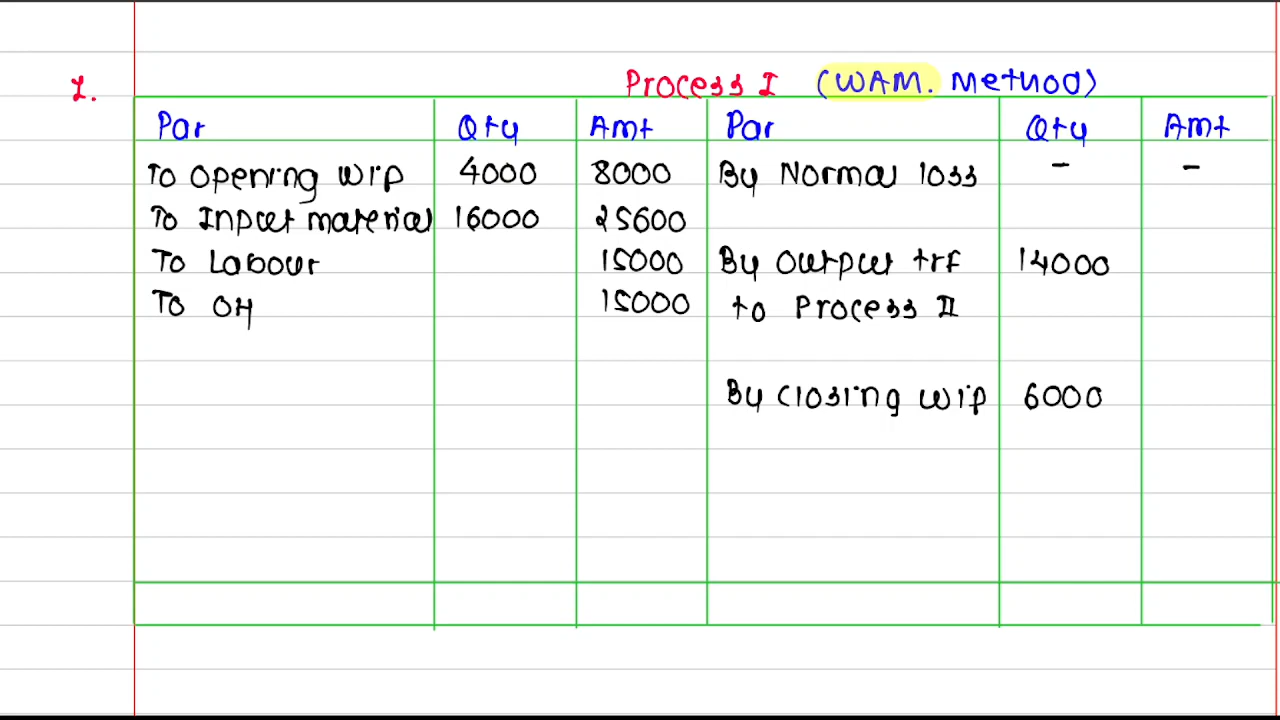 1. Process I (WAM. Method)
Par Qty Amt Par Qty Amt
To Opening WIP 4000 8000 By Normal loss - -
To Input material 16000 25600
To Labour 15000 By Output trf 14000
To OH 15000 to Process II
By Closing WIP 6000